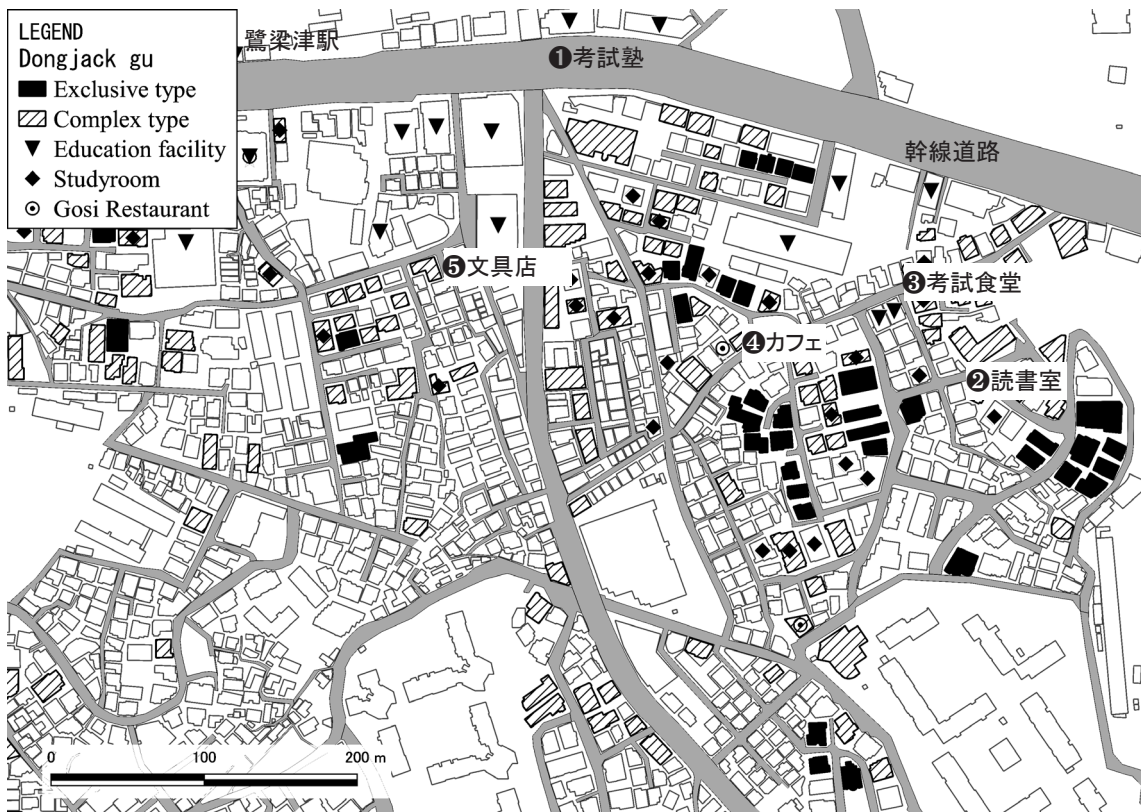 LEGEND
Dongjack gu
Exclusive type
Complex type
Education facility
Studyroom
Gosi Restaurant
鷺梁津駅
❶考試塾
幹線道路
❺文具店
❸考試食堂
❹カフェ
❷読書室
0 100 200 m